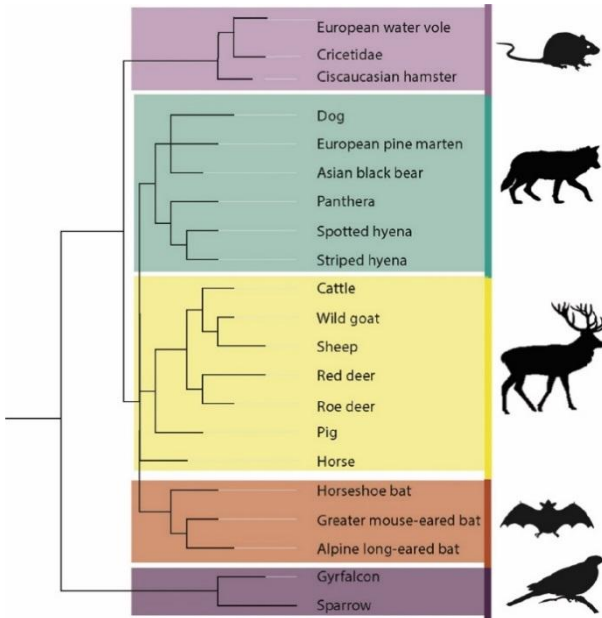 European water vole
Cricetidae
Ciscaucasian hamster
Dog
European pine marten
Asian black bear
Panthera
Spotted hyena
Striped hyena
Cattle
Wild goat
Sheep
Red deer
Roe deer
Pig
Horse
Horseshoe bat
Greater mouse-eared bat
Alpine long-eared bat
Gyrfalcon
Sparrow